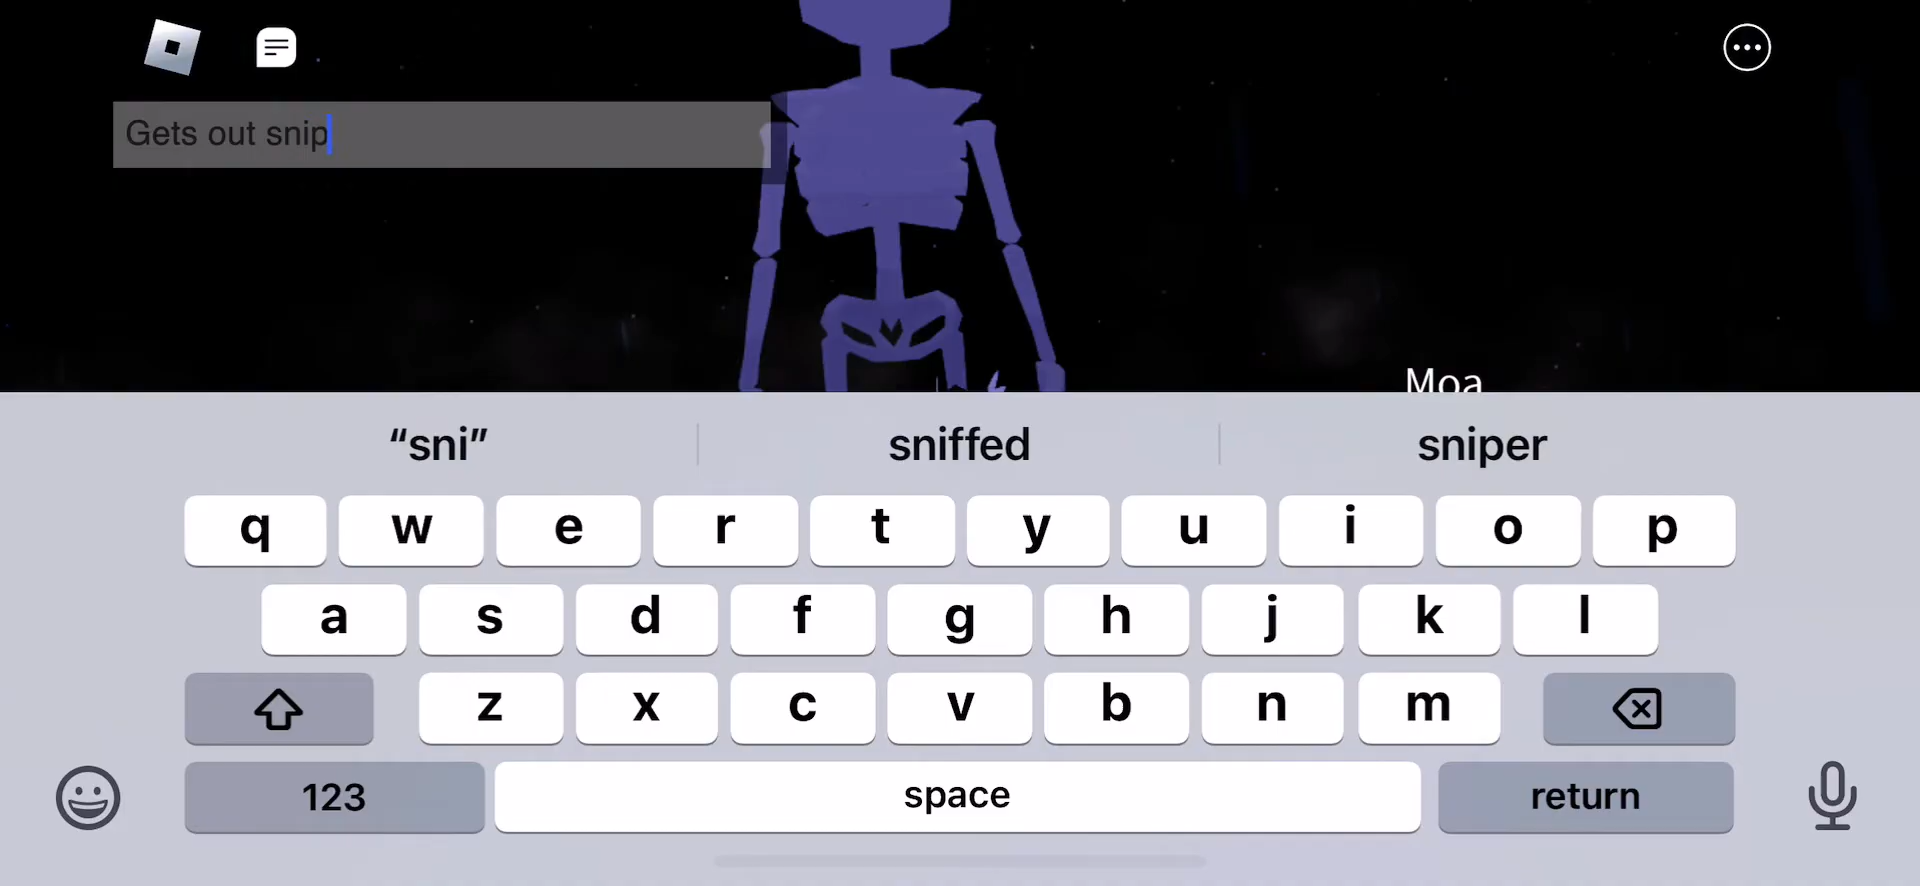 Gets out snip
Moa
“sni” sniffed sniper
q w e r t y u i o p
a s d f g h j k l
z x c v b n m
123 space return